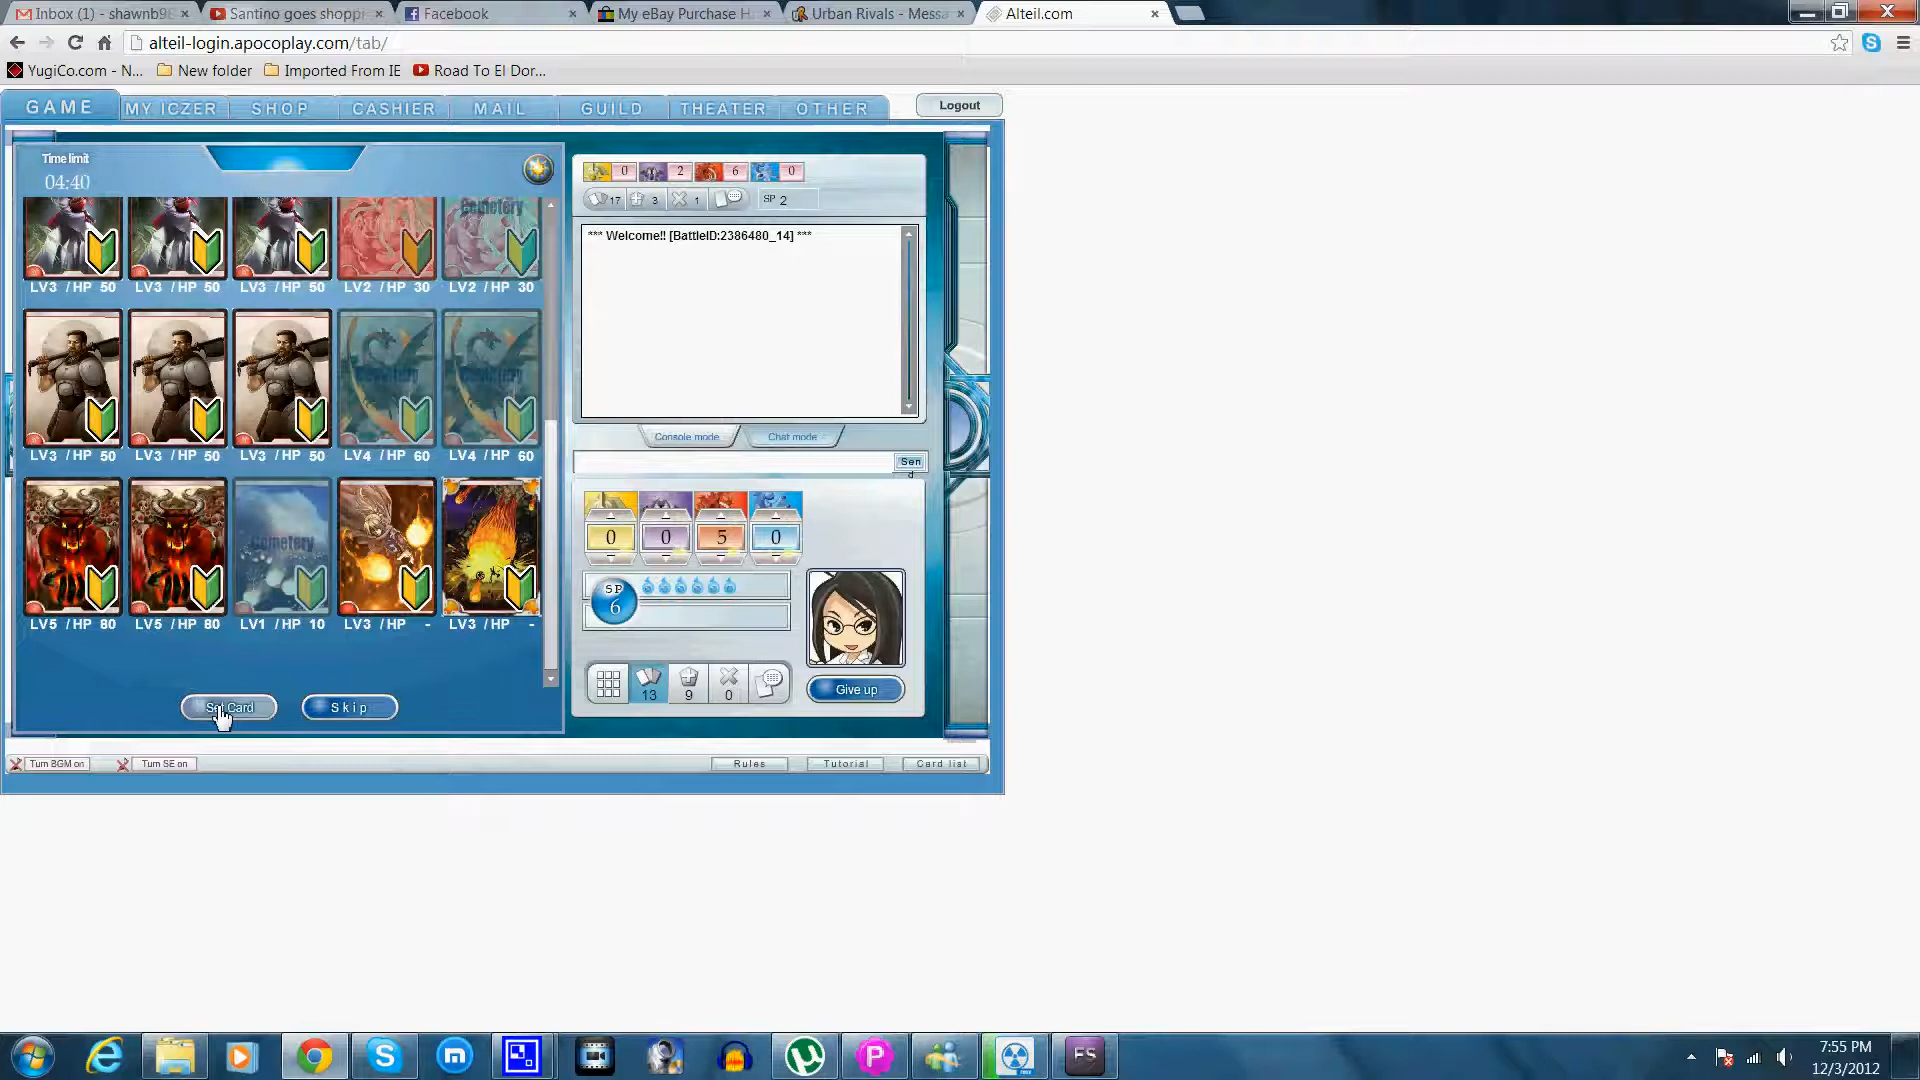 Inbox (1) - shawnb98
Santino goes shoppi
Facebook
My eBay Purchase H
Urban Rivals - Messa
Alteil.com
alteil-login.apocoplay.com/tab/
YugiCo.com - N...
New folder
Imported From IE
Road To El Dor...
GAME
MY ICZER
SHOP
CASHIER
MAIL
GUILD
THEATER
OTHER
Logout
Time limit
04:40
0 2 6 0
17 3 1 SP 2
Cemetery
LV3 /HP 50
LV3 /HP 50
LV3 /HP 50
LV2 /HP 30
LV2 /HP 30
*** Welcome!! [BattleID:2386480_14] ***
Cemetery
Cemetery
LV3 /HP 50
LV3 /HP 50
LV3 /HP 50
LV4 /HP 60
LV4 /HP 60
Console mode
Chat mode
Sen
d
Cemetery
LV5 /HP 80
LV5 /HP 80
LV1 /HP 10
LV3 /HP -
LV3 /HP -
0 0 5 0
SP
6
13 9 0
Give up
Set Card
Skip
Turn BGM on
Turn SE on
Rules
Tutorial
Card list
7:55 PM
12/3/2012